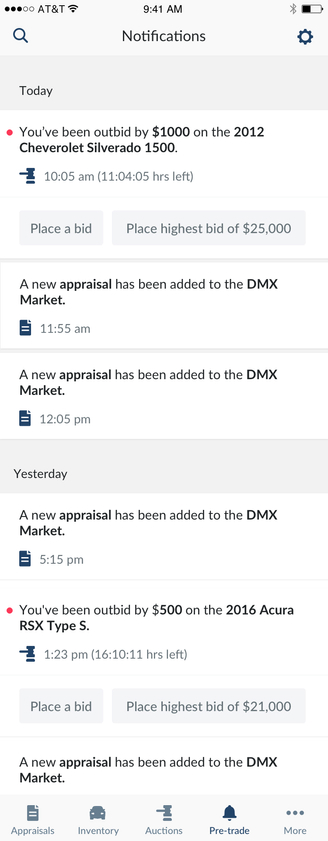 AT&T
9:41 AM
Notifications
Today
You've been outbid by $1000 on the 2012
Cheverolet Silverado 1500.
10:05 am (11:04:05 hrs left)
Place a bid
Place highest bid of $25,000
A new appraisal has been added to the DMX
Market.
11:55 am
A new appraisal has been added to the DMX
Market.
12:05 pm
Yesterday
A new appraisal has been added to the DMX
Market.
5:15 pm
You've been outbid by $500 on the 2016 Acura
RSX Type S.
1:23 pm (16:10:11 hrs left)
Place a bid
Place highest bid of $21,000
A new appraisal has been added to the DMX
Market.
Appraisals
Inventory
Auctions
Pre-trade
More